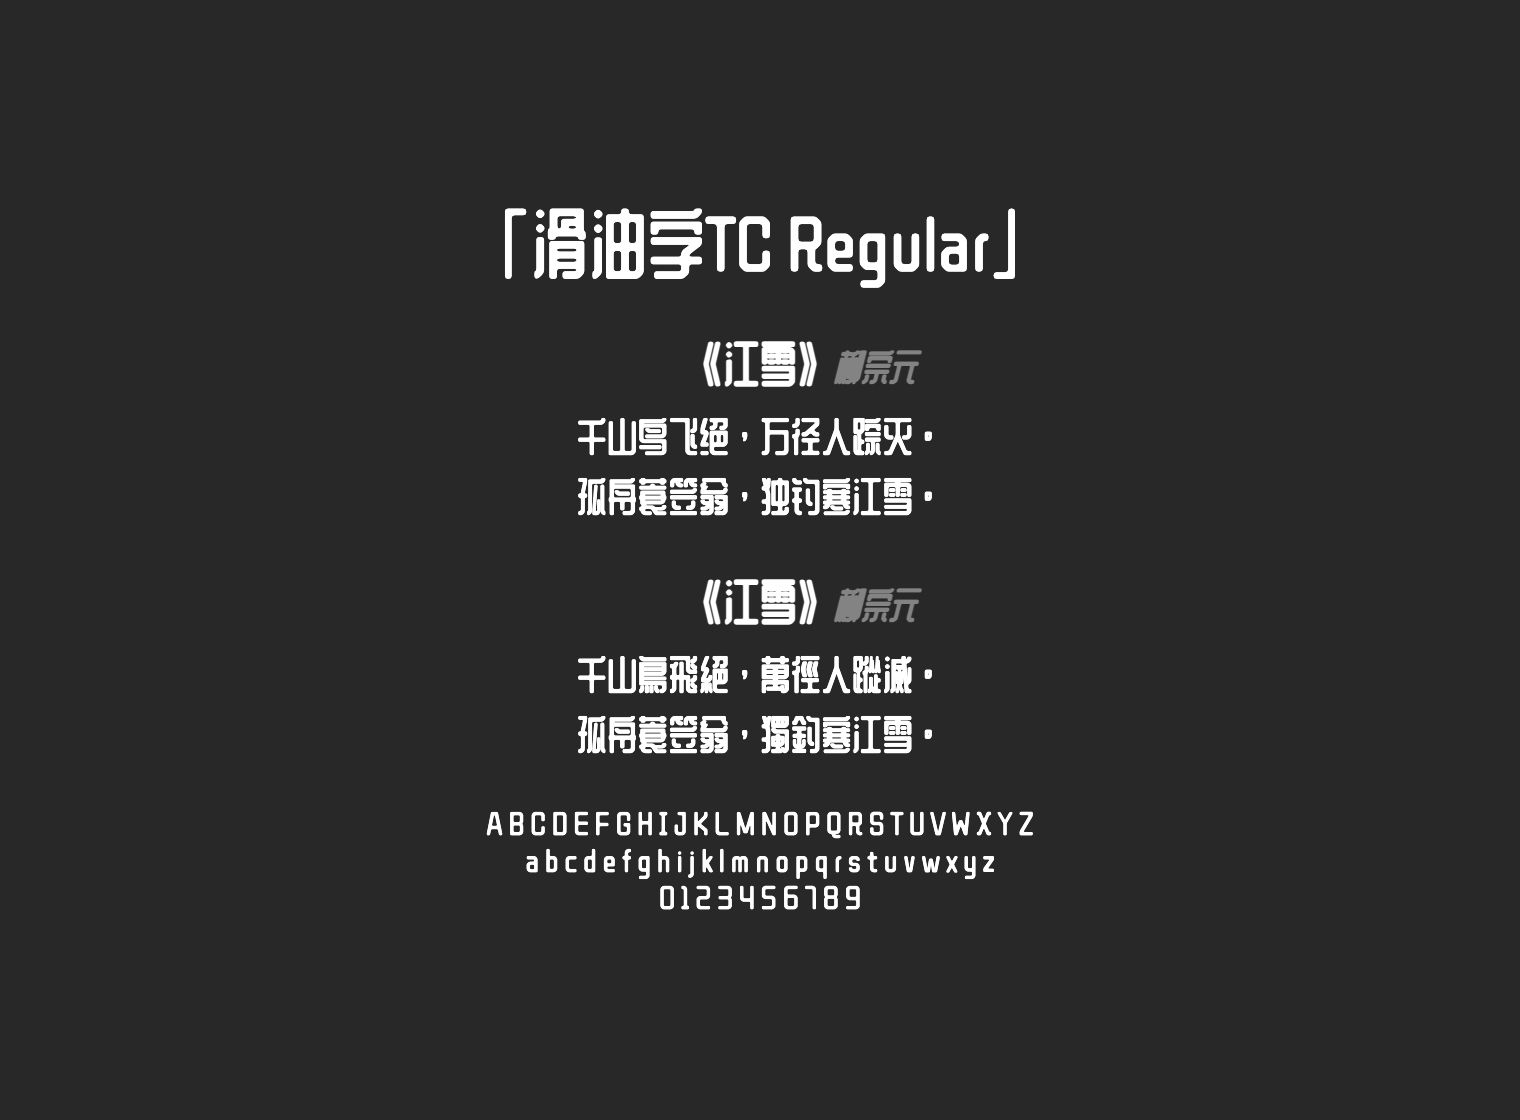 「滑油字TC Regular」
《江雪》 柳宗元
千山鸟飞绝，万径人踪灭。
孤舟蓑笠翁，独钓寒江雪。
《江雪》 柳宗元
千山鳥飛絕，萬徑人蹤滅。
孤舟蓑笠翁，獨釣寒江雪。
ABCDEFGHIJKLMNOPQRSTUVWXYZ
abcdefghijklmnopqrstuvwxyz
0123456789